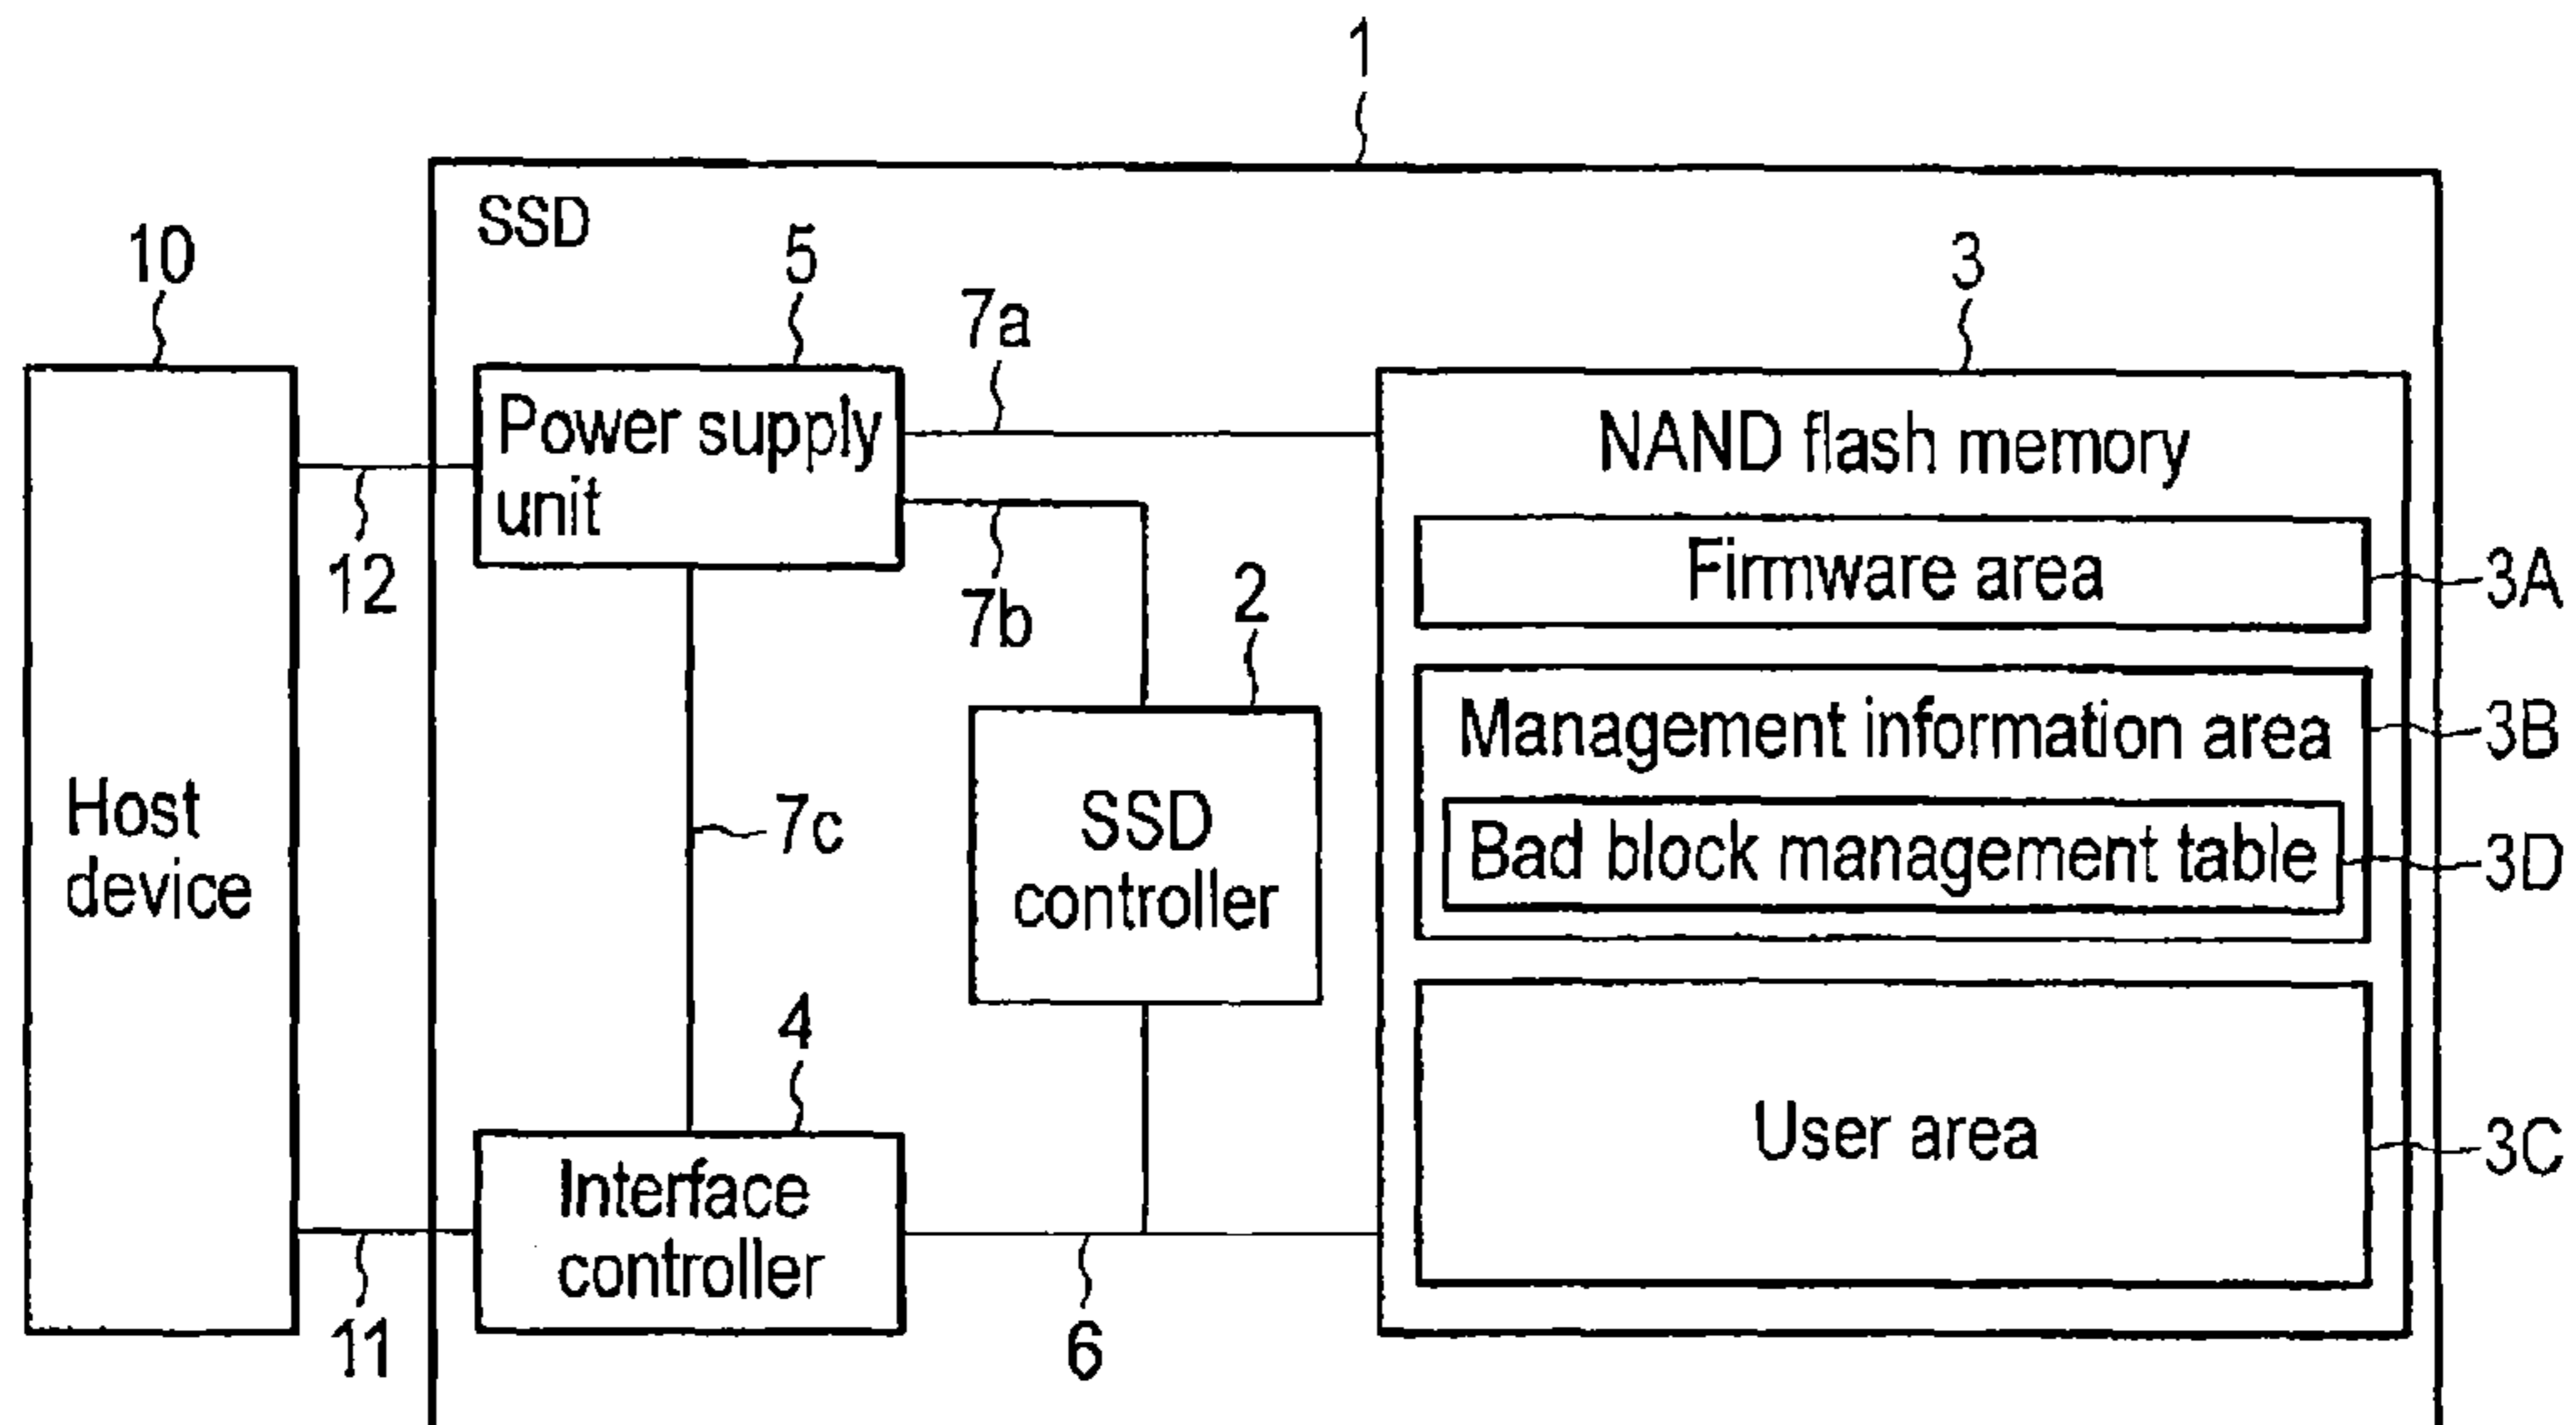 1
SSD
10
5
7a
3
Power supply
unit
NAND flash memory
12
7b
2
Firmware area
3A
Management information area
3B
Host
device
7c
SSD
controller
Bad block management table
3D
4
Interface
controller
User area
3C
11
6